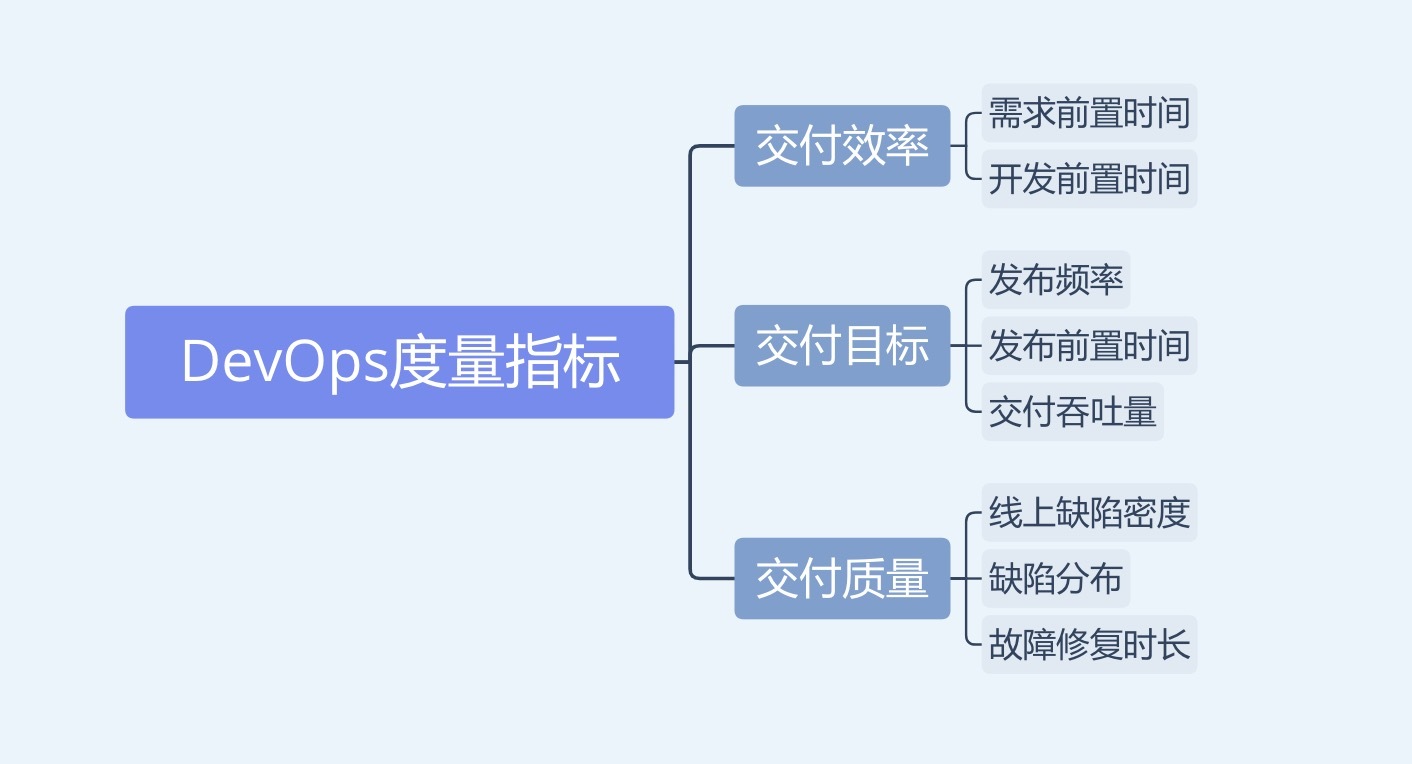 DevOps度量指标
交付效率
需求前置时间
开发前置时间
交付目标
发布频率
发布前置时间
交付吞吐量
交付质量
线上缺陷密度
缺陷分布
故障修复时长